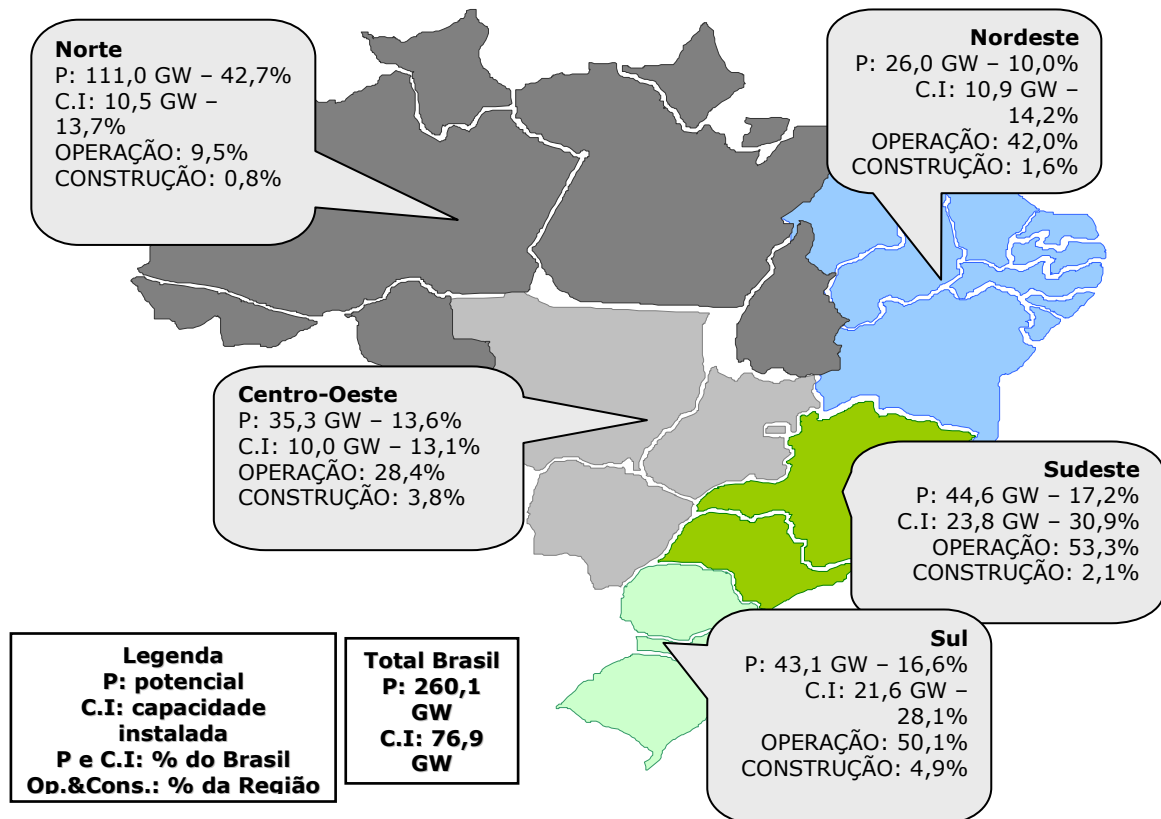 Norte
P: 111,0 GW – 42,7%
C.I: 10,5 GW –
13,7%
OPERAÇÃO: 9,5%
CONSTRUÇÃO: 0,8%
Nordeste
P: 26,0 GW – 10,0%
C.I: 10,9 GW –
14,2%
OPERAÇÃO: 42,0%
CONSTRUÇÃO: 1,6%
Centro-Oeste
P: 35,3 GW – 13,6%
C.I: 10,0 GW – 13,1%
OPERAÇÃO: 28,4%
CONSTRUÇÃO: 3,8%
Sudeste
P: 44,6 GW – 17,2%
C.I: 23,8 GW – 30,9%
OPERAÇÃO: 53,3%
CONSTRUÇÃO: 2,1%
Sul
P: 43,1 GW – 16,6%
C.I: 21,6 GW –
28,1%
OPERAÇÃO: 50,1%
CONSTRUÇÃO: 4,9%
Legenda
P: potencial
C.I: capacidade
instalada
P e C.I: % do Brasil
Op.&Cons.: % da Região
Total Brasil
P: 260,1
GW
C.I: 76,9
GW